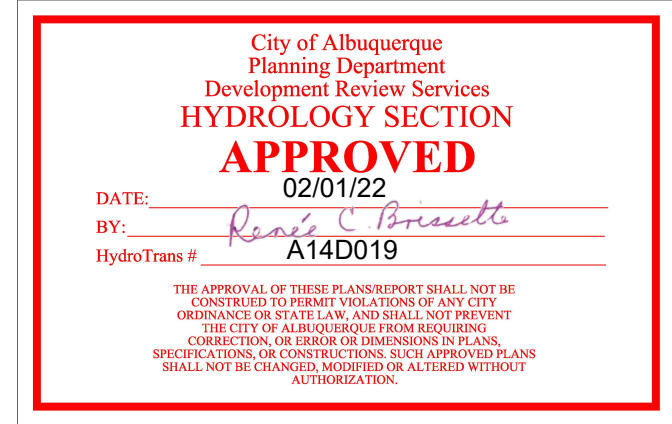 City of Albuquerque
Planning Department
Development Review Services
HYDROLOGY SECTION
APPROVED
DATE: 02/01/22
BY: Renée C. Brissette
HydroTrans # A14D019
THE APPROVAL OF THESE PLANS/REPORT SHALL NOT BE
CONSTRUED TO PERMIT VIOLATIONS OF ANY CITY
ORDINANCE OR STATE LAW, AND SHALL NOT PREVENT
THE CITY OF ALBUQUERQUE FROM REQUIRING
CORRECTION, OR ERROR OR DIMENSIONS IN PLANS,
SPECIFICATIONS, OR CONSTRUCTIONS. SUCH APPROVED PLANS
SHALL NOT BE CHANGED, MODIFIED OR ALTERED WITHOUT
AUTHORIZATION.